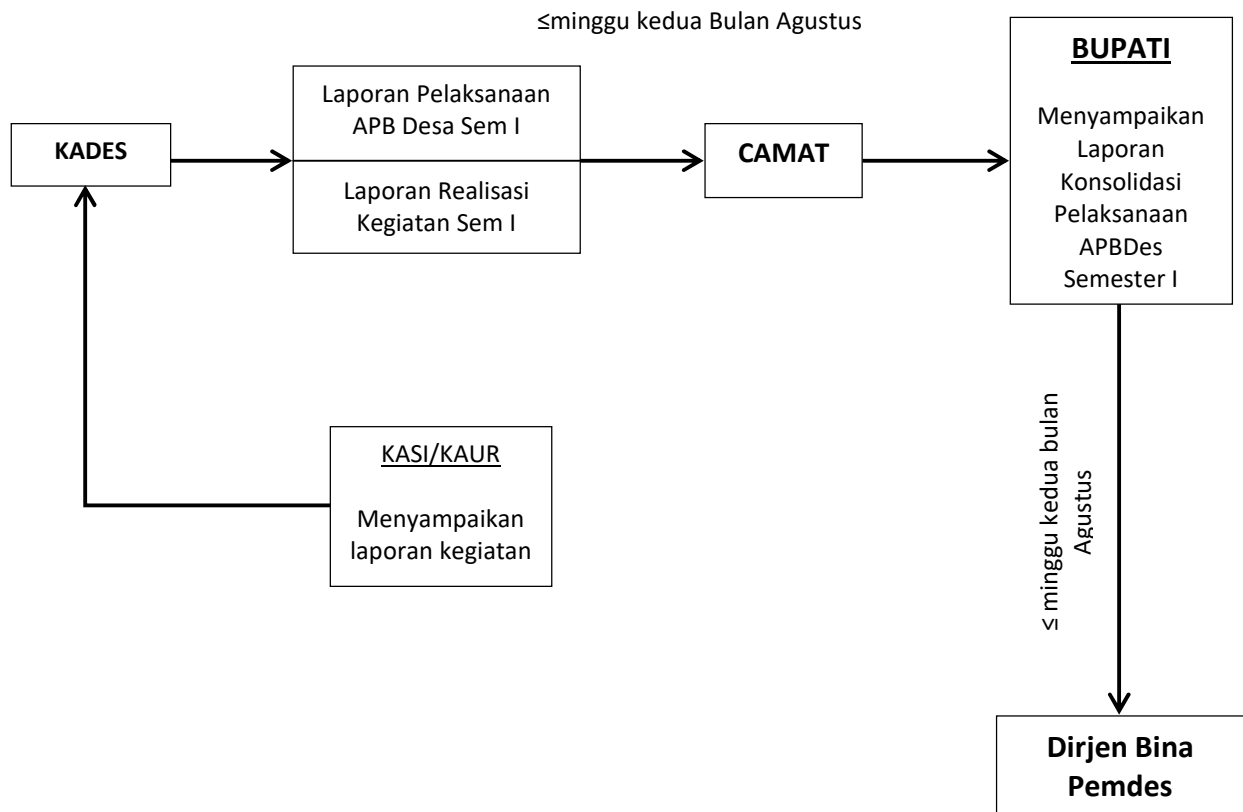 ≤minggu kedua Bulan Agustus
KADES
Laporan Pelaksanaan
APB Desa Sem I
Laporan Realisasi
Kegiatan Sem I
CAMAT
BUPATI
Menyampaikan
Laporan
Konsolidasi
Pelaksanaan
APBDes
Semester I
KASI/KAUR
Menyampaikan
laporan kegiatan
≤ minggu kedua bulan
Agustus
Dirjen Bina
Pemdes